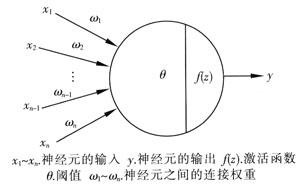 x₁
ω₁
x₂
ω₂
⋮
θ
f(z)
y
xₙ₋₁
ωₙ₋₁
xₙ
ωₙ
x₁~xₙ.神经元的输入 y.神经元的输出 f(z).激活函数
θ.阈值 ω₁~ωₙ.神经元之间的连接权重